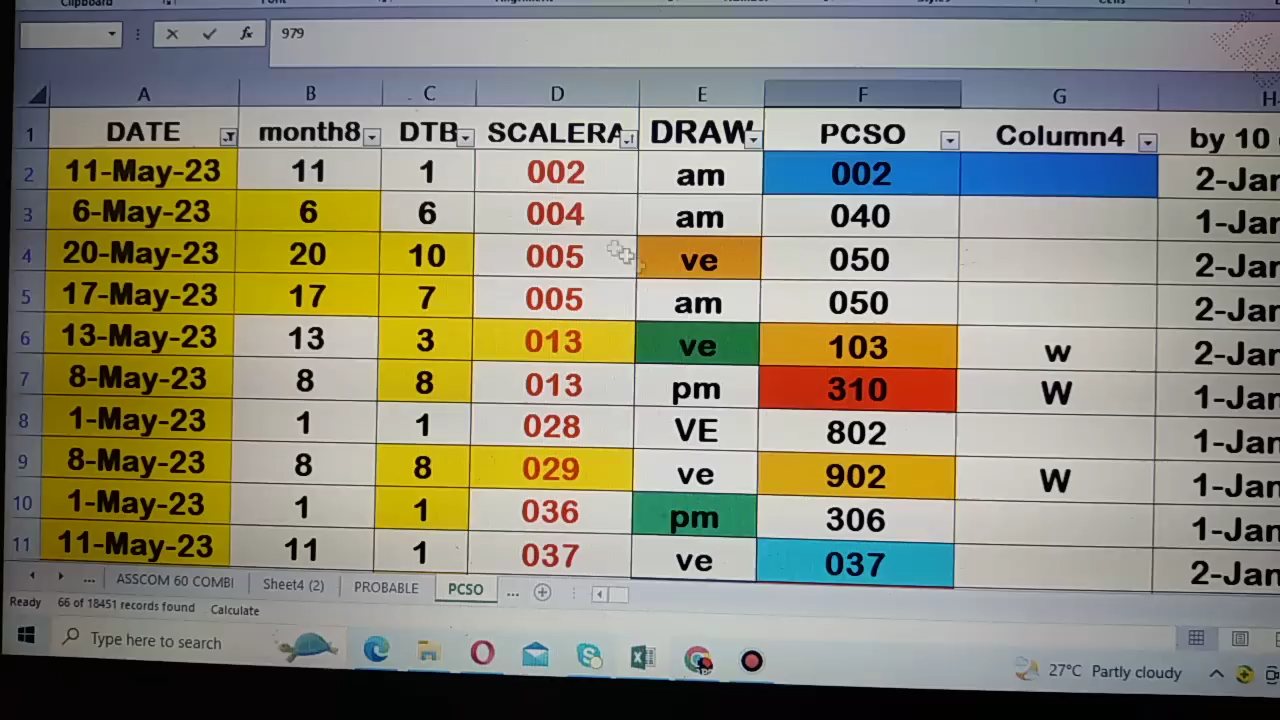 Clipboard
979
A B C D E F G H
1 DATE month8 DTB SCALERA DRAW PCSO Column4 by 10
2 11-May-23 11 1 002 am 002 2-Jan
3 6-May-23 6 6 004 am 040 1-Jan
4 20-May-23 20 10 005 ve 050 2-Jan
5 17-May-23 17 7 005 am 050 2-Jan
6 13-May-23 13 3 013 ve 103 w 2-Jan
7 8-May-23 8 8 013 pm 310 W 1-Jan
8 1-May-23 1 1 028 VE 802 1-Jan
9 8-May-23 8 8 029 ve 902 W 1-Jan
10 1-May-23 1 1 036 pm 306 1-Jan
11 11-May-23 11 1 037 ve 037 2-Jan
... ASSCOM 60 COMBI Sheet4 (2) PROBABLE PCSO ...
Ready 66 of 18451 records found Calculate
Type here to search 27°C Partly cloudy